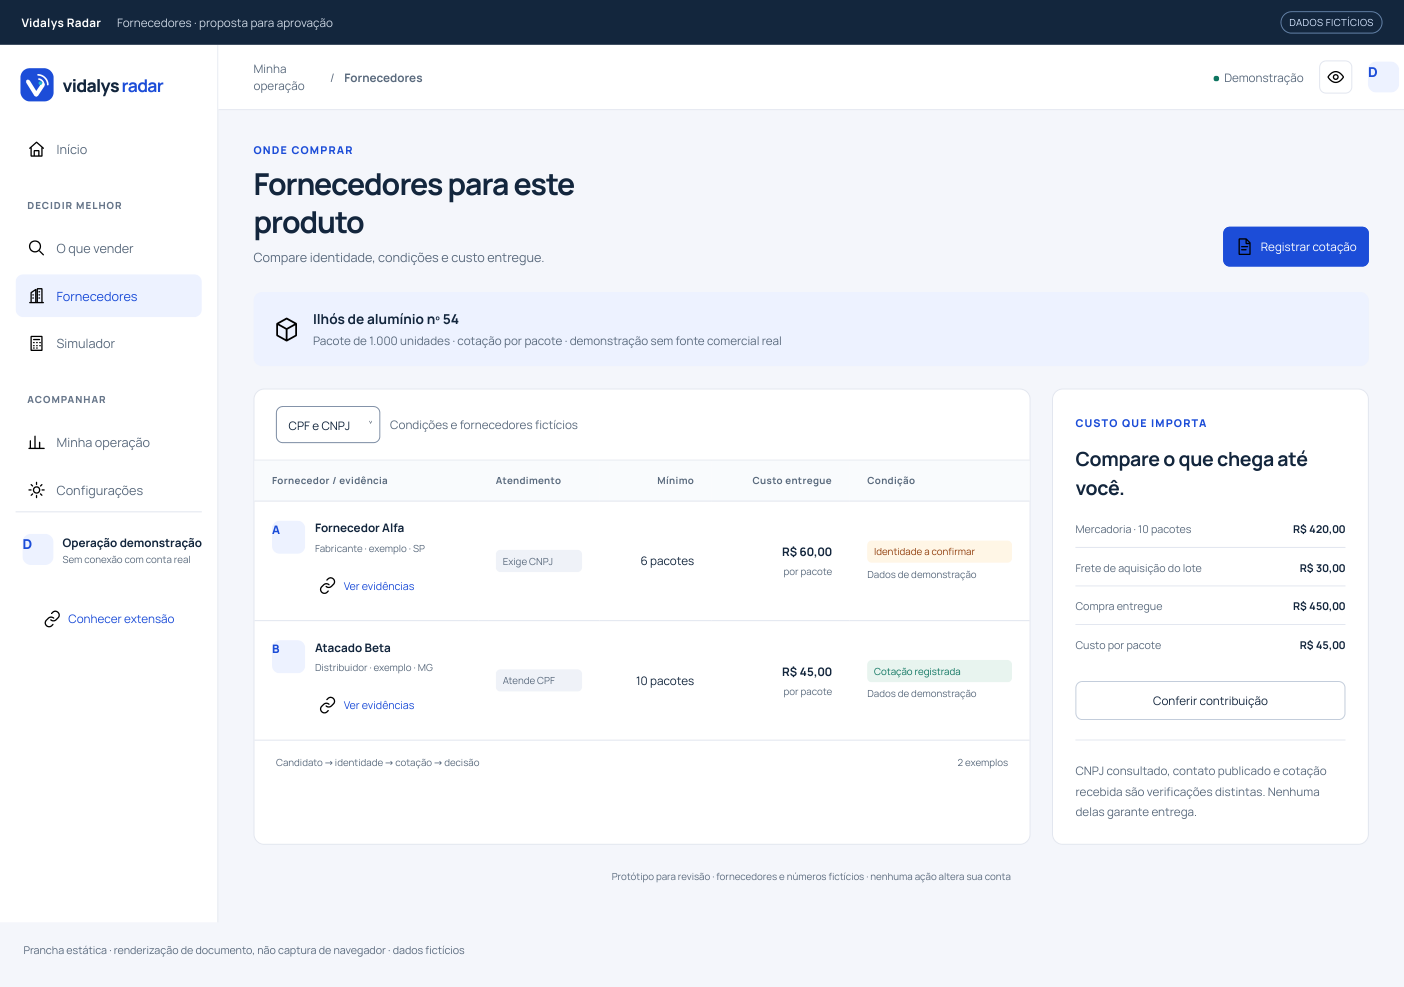 Vidalys Radar Fornecedores · proposta para aprovação DADOS FICTÍCIOS
vidalys radar
Início
DECIDIR MELHOR
O que vender
Fornecedores
Simulador
ACOMPANHAR
Minha operação
Configurações
D
Operação demonstração
Sem conexão com conta real
Conhecer extensão
Minha
operação
/ Fornecedores
Demonstração
D
ONDE COMPRAR
Fornecedores para este
produto
Compare identidade, condições e custo entregue.
Registrar cotação
Ilhós de alumínio nº 54
Pacote de 1.000 unidades · cotação por pacote · demonstração sem fonte comercial real
CPF e CNPJ
Condições e fornecedores fictícios
Fornecedor / evidência Atendimento Mínimo Custo entregue Condição
A
Fornecedor Alfa
Fabricante · exemplo · SP
Ver evidências
Exige CNPJ
6 pacotes
R$ 60,00
por pacote
Identidade a confirmar
Dados de demonstração
B
Atacado Beta
Distribuidor · exemplo · MG
Ver evidências
Atende CPF
10 pacotes
R$ 45,00
por pacote
Cotação registrada
Dados de demonstração
Candidato → identidade → cotação → decisão
2 exemplos
CUSTO QUE IMPORTA
Compare o que chega até
você.
Mercadoria · 10 pacotes R$ 420,00
Frete de aquisição do lote R$ 30,00
Compra entregue R$ 450,00
Custo por pacote R$ 45,00
Conferir contribuição
CNPJ consultado, contato publicado e cotação
recebida são verificações distintas. Nenhuma
delas garante entrega.
Protótipo para revisão · fornecedores e números fictícios · nenhuma ação altera sua conta
Prancha estática · renderização de documento, não captura de navegador · dados fictícios